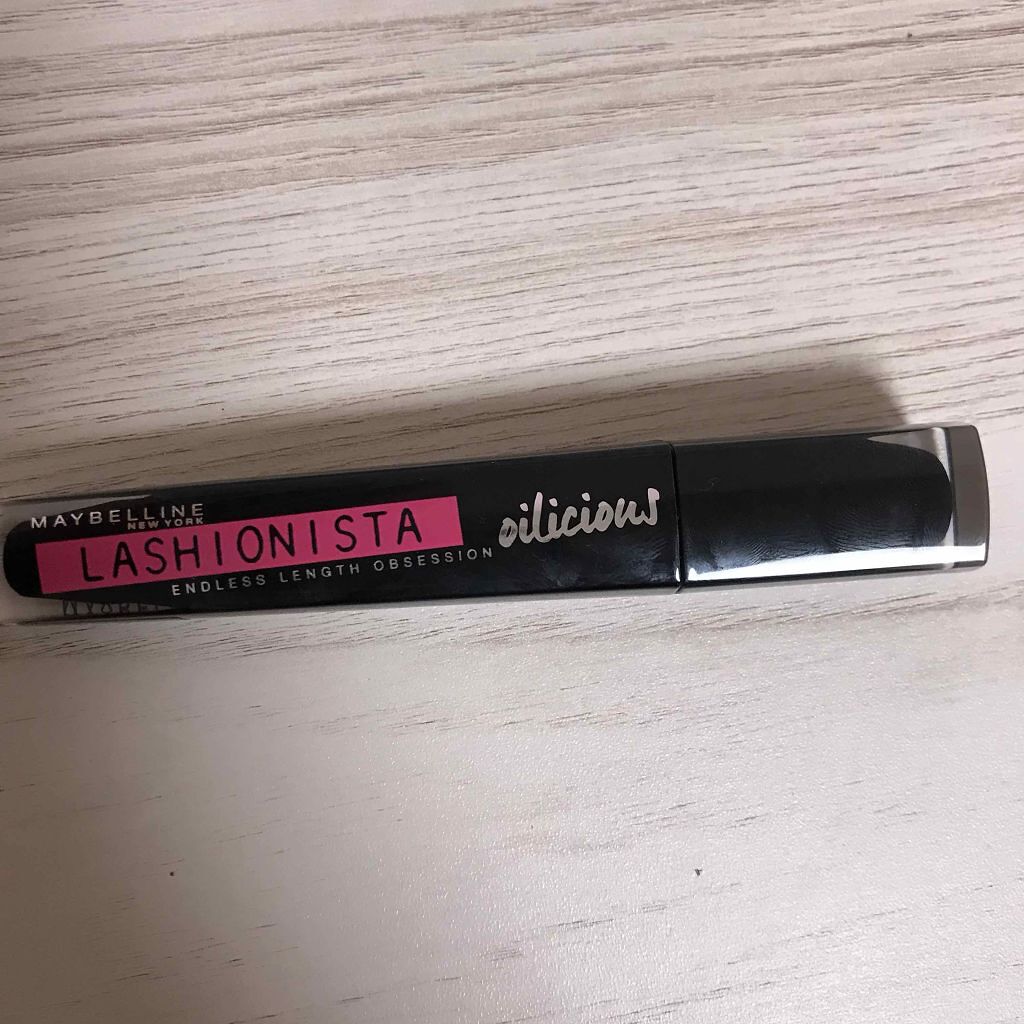 MAYBELLINE
NEW YORK
LASHIONISTA
ENDLESS LENGTH OBSESSION
oilicious